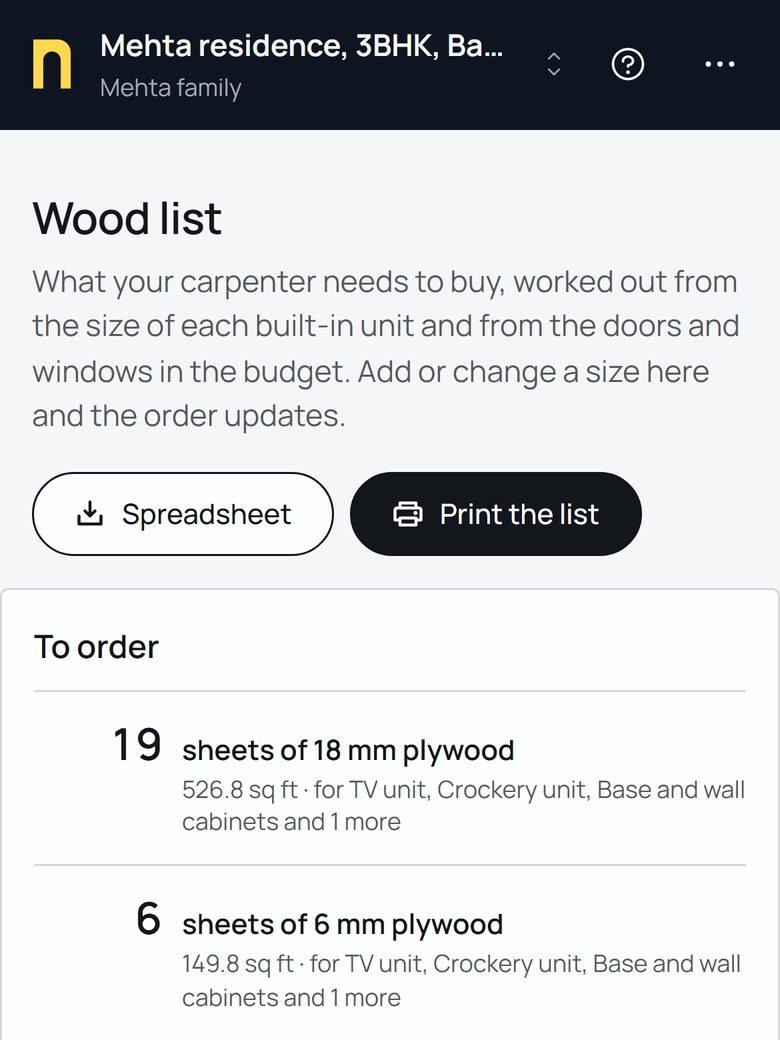 Mehta residence, 3BHK, Ba...
Mehta family
Wood list
What your carpenter needs to buy, worked out from
the size of each built-in unit and from the doors and
windows in the budget. Add or change a size here
and the order updates.
Spreadsheet
Print the list
To order
19 sheets of 18 mm plywood
526.8 sq ft · for TV unit, Crockery unit, Base and wall
cabinets and 1 more
6 sheets of 6 mm plywood
149.8 sq ft · for TV unit, Crockery unit, Base and wall
cabinets and 1 more